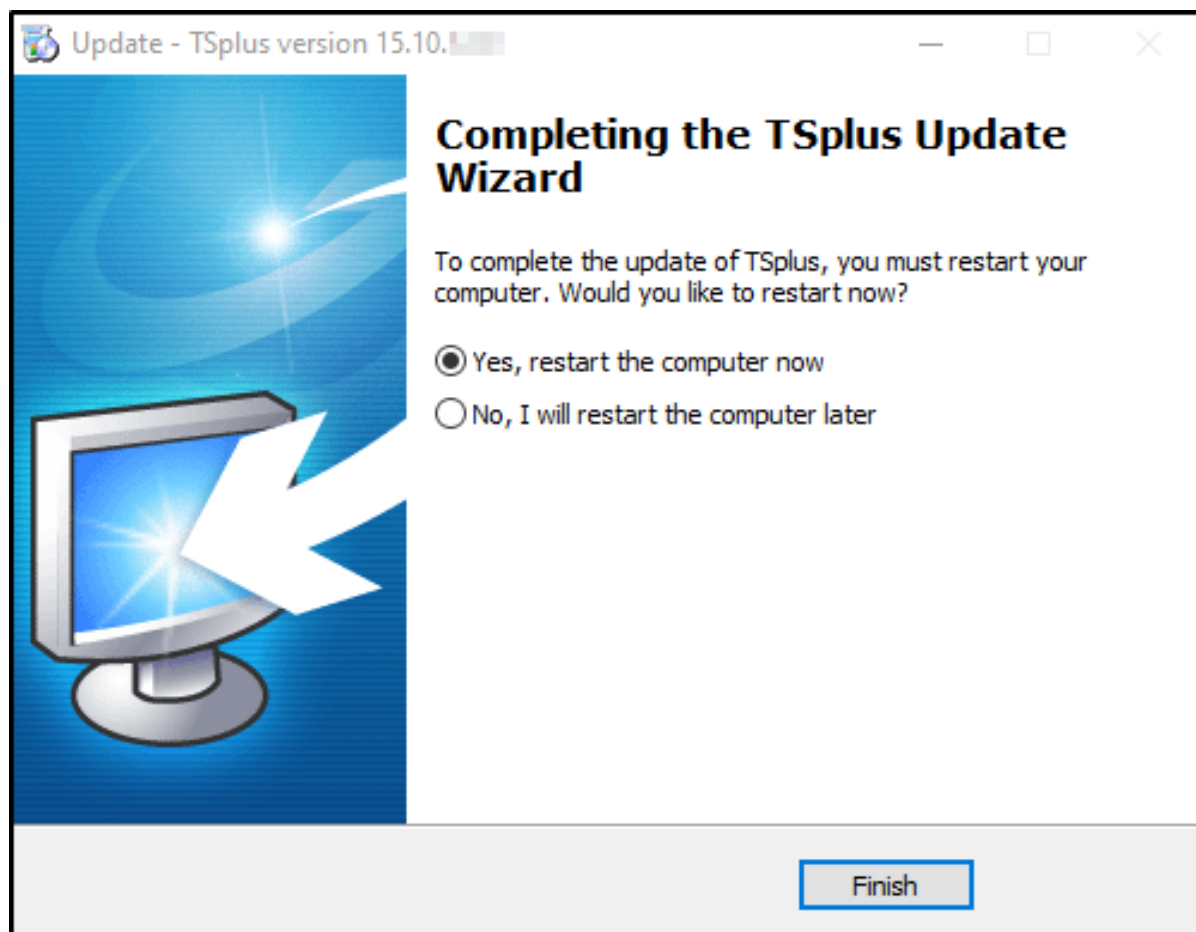 Update - TSplus version 15.10.
Completing the TSplus Update
Wizard
To complete the update of TSplus, you must restart your
computer. Would you like to restart now?
Yes, restart the computer now
No, I will restart the computer later
Finish